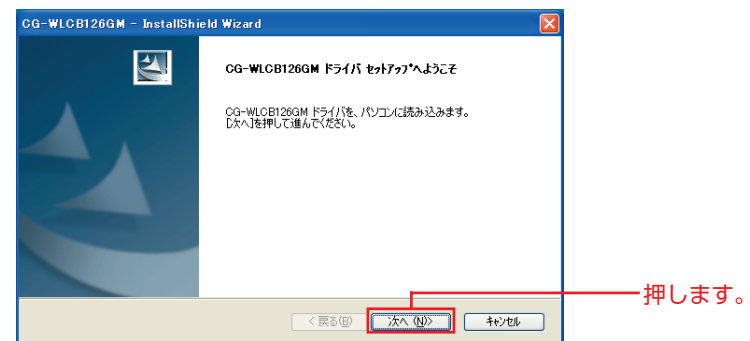 CG-WLCB126GM - InstallShield Wizard
CG-WLCB126GM ドライバ セットアップへようこそ
CG-WLCB126GM ドライバを、パソコンに読み込みます。
[次へ]を押して進んでください。
押します。
< 戻る(B)
次へ (N)>
キャンセル